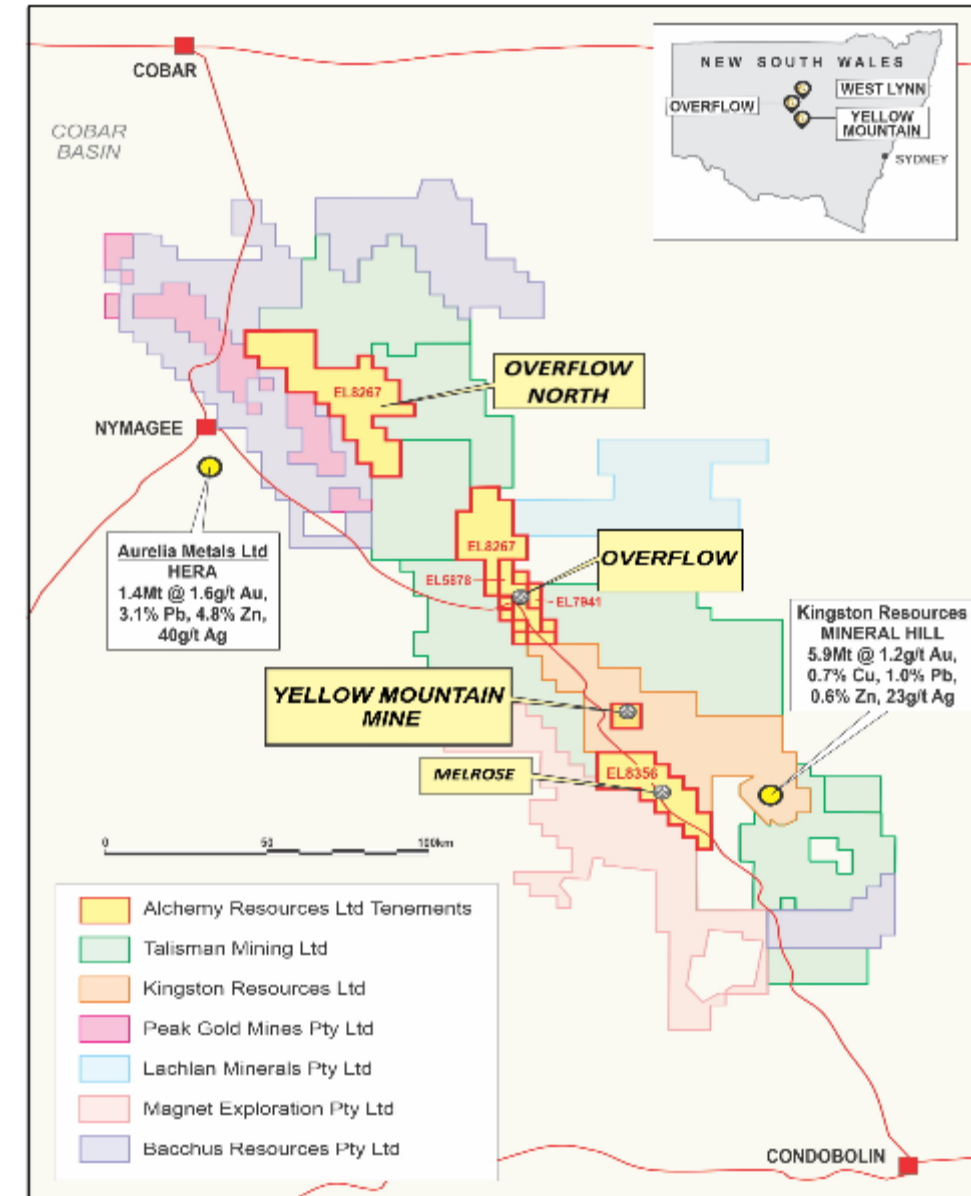 COBAR
COBAR
BASIN
NEW SOUTH WALES
WEST LYNN
OVERFLOW
YELLOW
MOUNTAIN
SYDNEY
EL8267
OVERFLOW
NORTH
NYMAGEE
Aurelia Metals Ltd
HERA
1.4Mt @ 1.6g/t Au,
3.1% Pb, 4.8% Zn,
40g/t Ag
EL8267
EL5878
EL7941
OVERFLOW
Kingston Resources
MINERAL HILL
5.9Mt @ 1.2g/t Au,
0.7% Cu, 1.0% Pb,
0.6% Zn, 23g/t Ag
YELLOW MOUNTAIN
MINE
MELROSE
EL8356
0 50 100km
Alchemy Resources Ltd Tenements
Talisman Mining Ltd
Kingston Resources Ltd
Peak Gold Mines Pty Ltd
Lachlan Minerals Pty Ltd
Magnet Exploration Pty Ltd
Bacchus Resources Pty Ltd
CONDOBOLIN